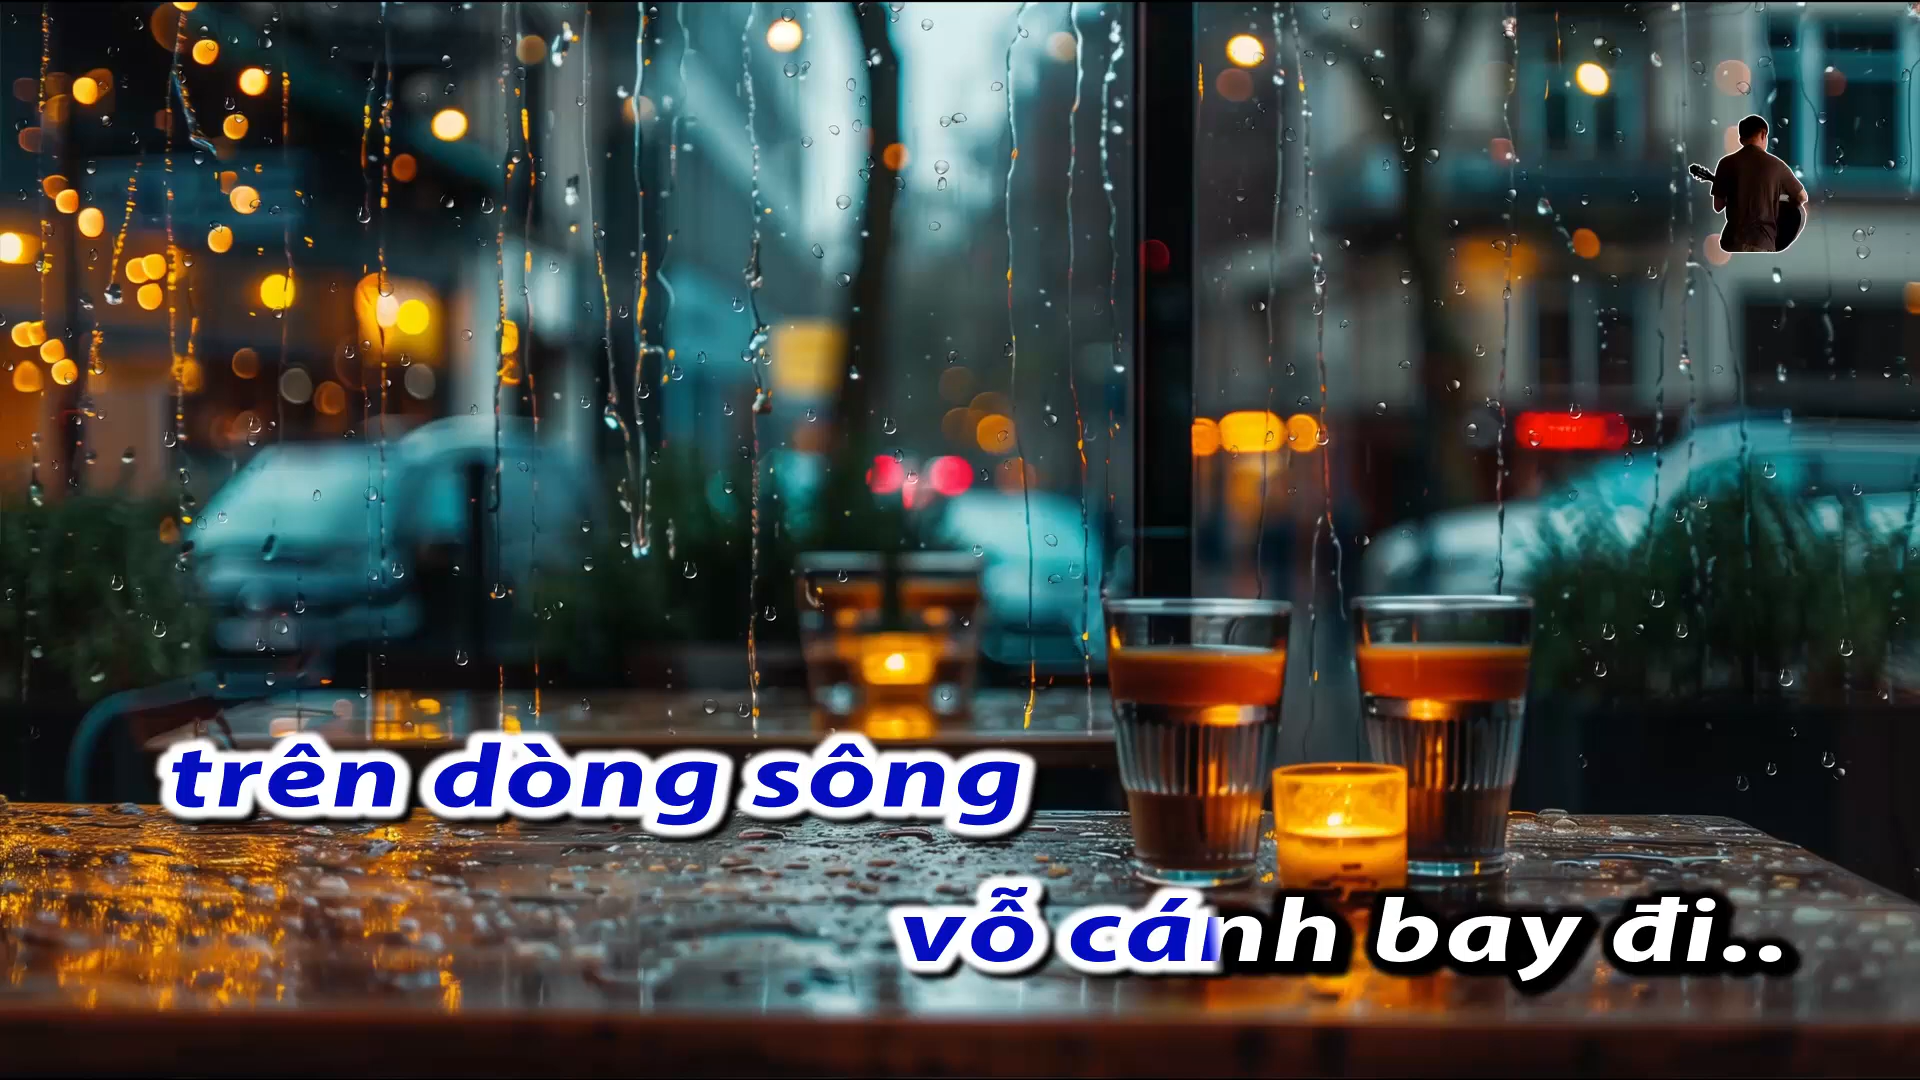 trên dòng sông
vỗ cánh bay đi..